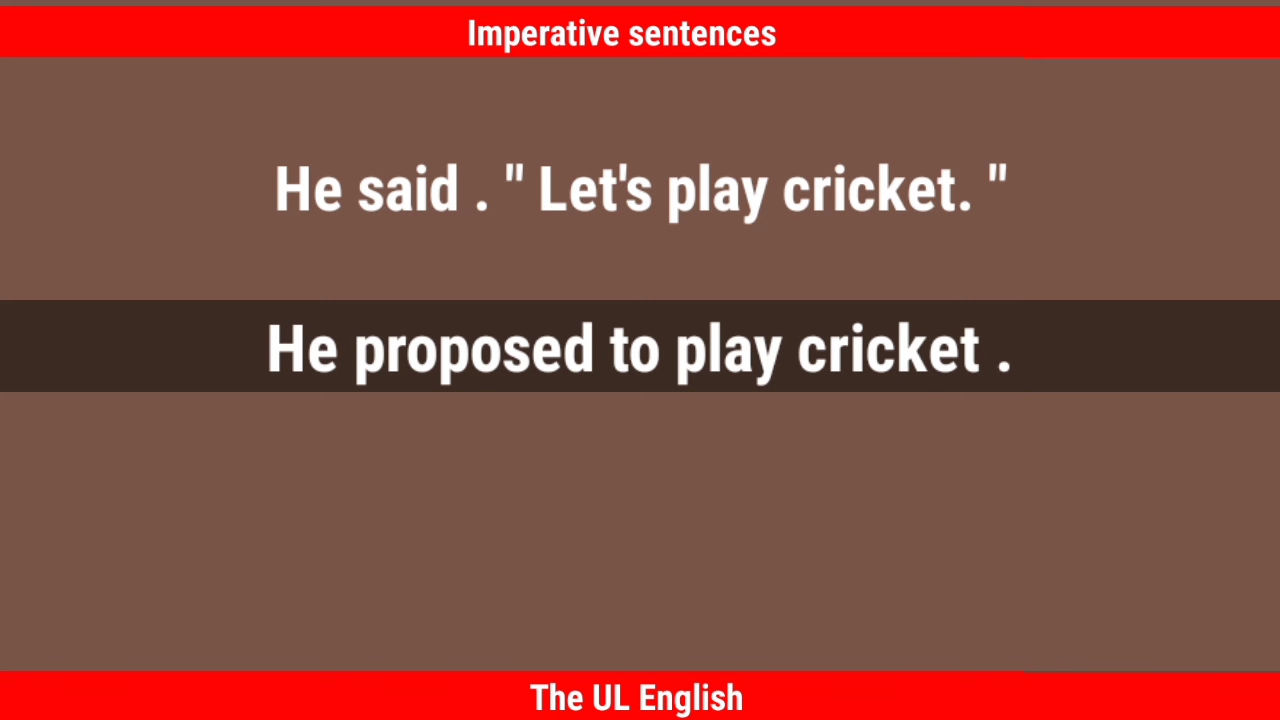 Imperative sentences
He said . " Let's play cricket. "
He proposed to play cricket .
The UL English